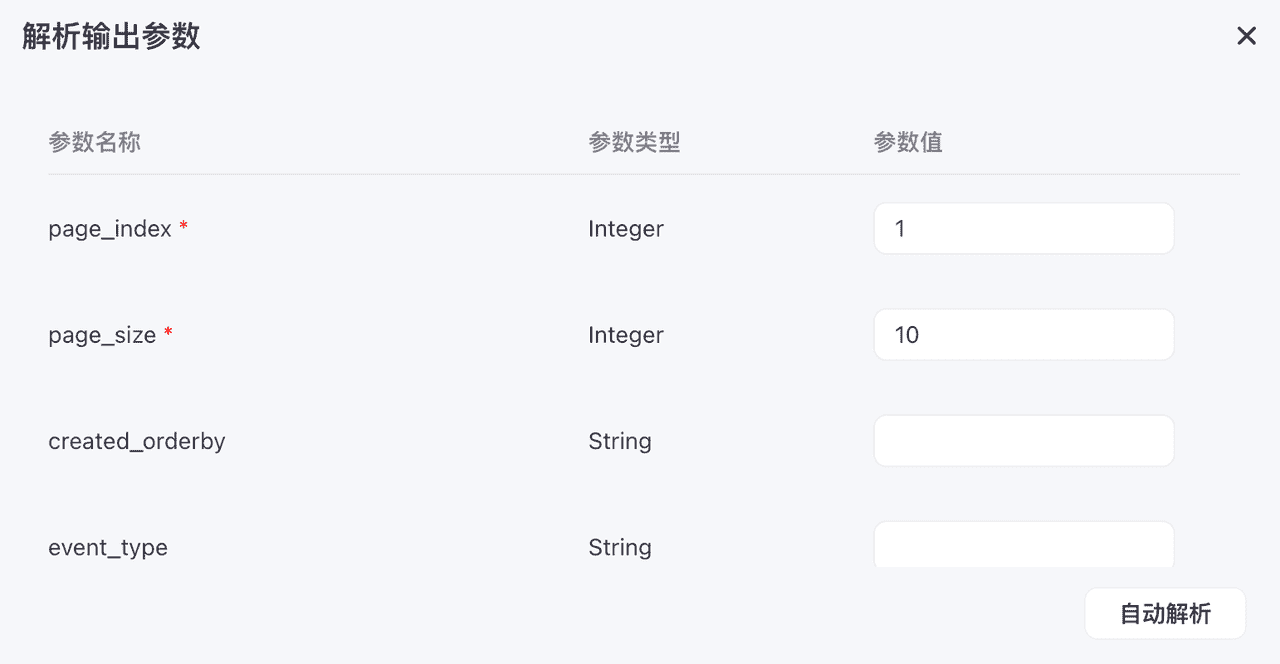 解析输出参数
参数名称 参数类型 参数值
page_index * Integer 1
page_size * Integer 10
created_orderby String
event_type String
自动解析